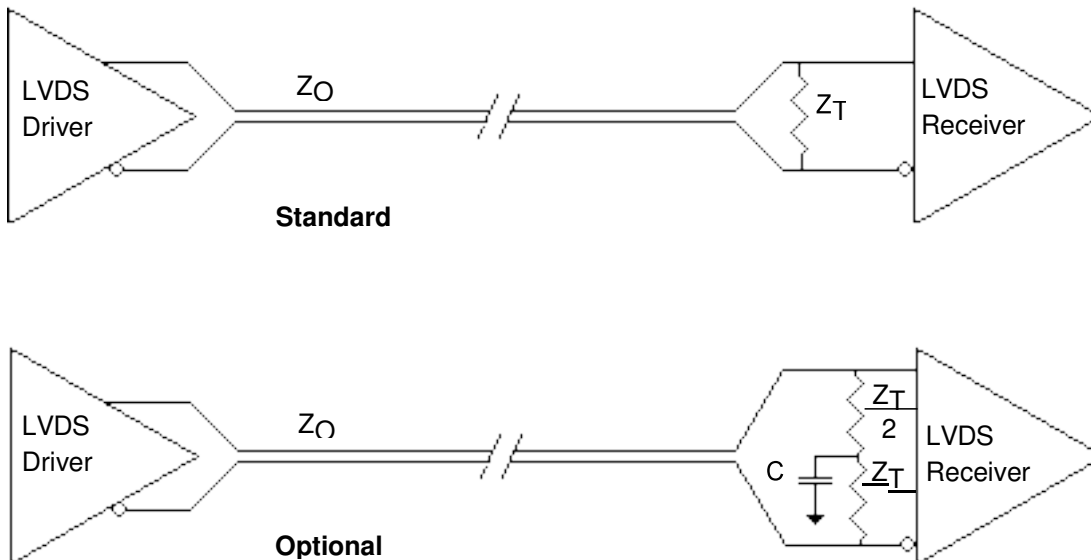 LVDS
Driver
ZO
ZT
LVDS
Receiver
Standard
LVDS
Driver
ZO
C
ZT
2
ZT
LVDS
Receiver
Optional